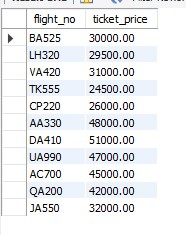 flight_no ticket_price
BA525 30000.00
LH320 29500.00
VA420 31000.00
TK555 24500.00
CP220 26000.00
AA330 48000.00
DA410 51000.00
UA990 47000.00
AC700 45000.00
QA200 42000.00
JA550 32000.00